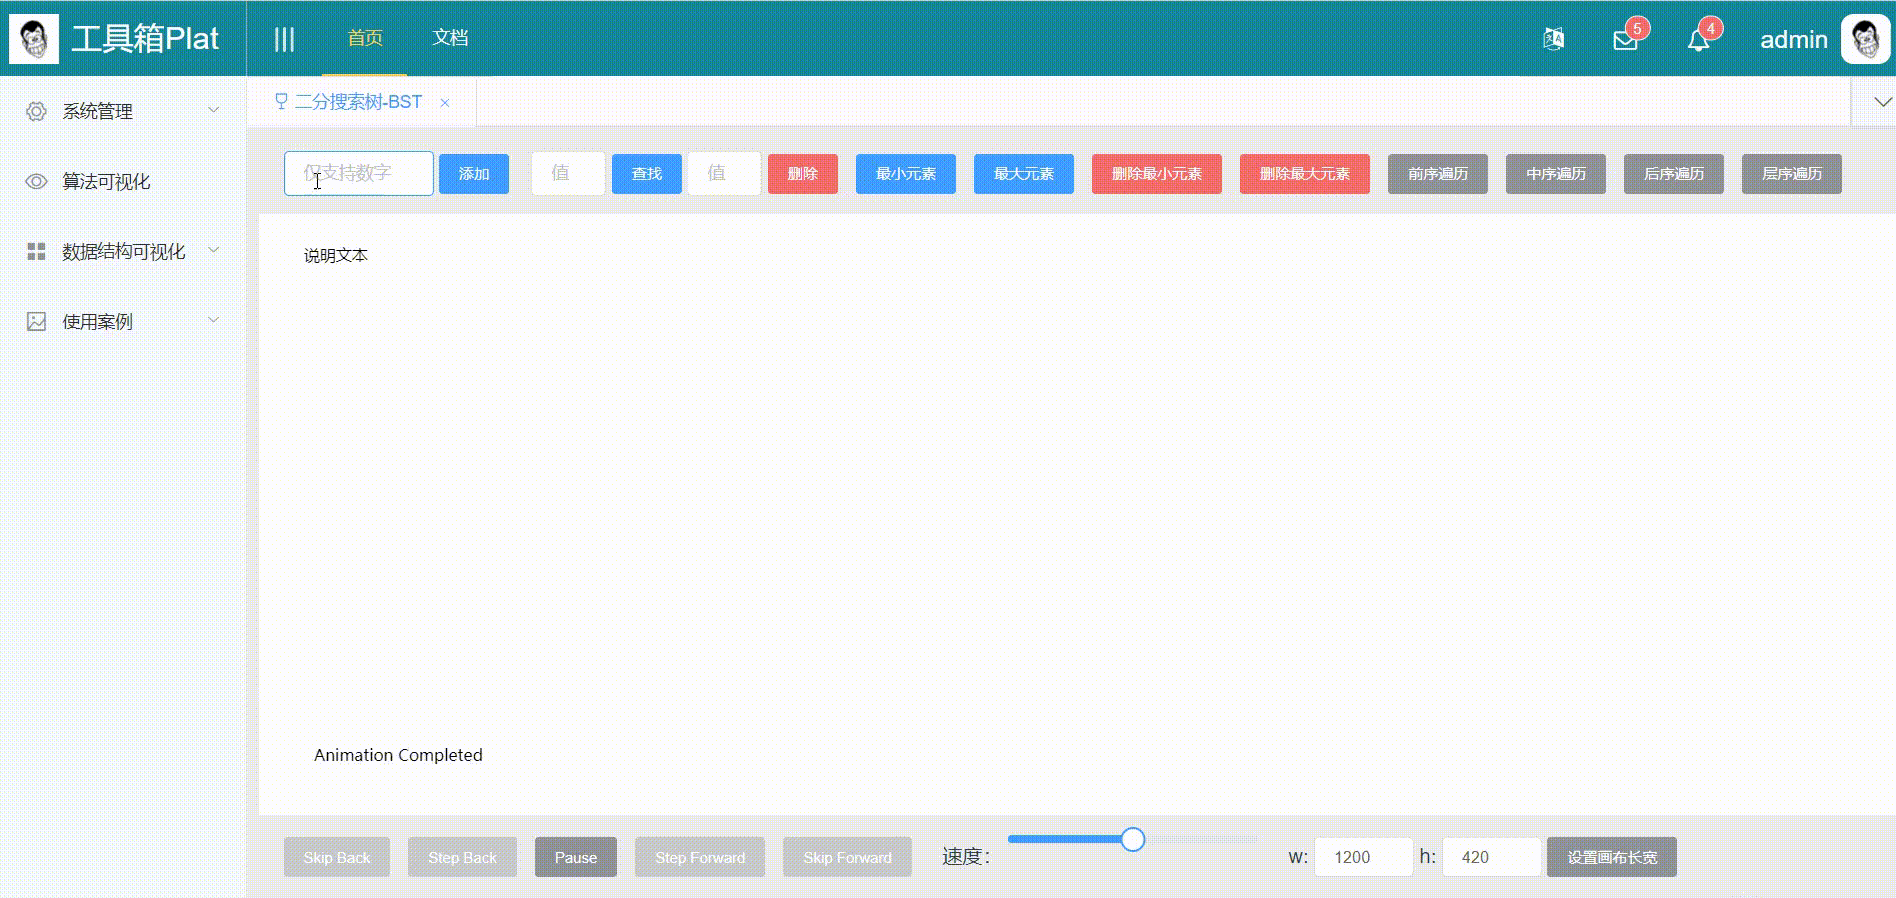 工具箱Plat
首页 文档
5 4 admin
系统管理
算法可视化
数据结构可视化
使用案例
二分搜索树-BST ×
仅支持数字 添加 值 查找 值 删除 最小元素 最大元素 删除最小元素 删除最大元素 前序遍历 中序遍历 后序遍历 层序遍历
说明文本
Animation Completed
Skip Back Step Back Pause Step Forward Skip Forward 速度： w: 1200 h: 420 设置画布长宽